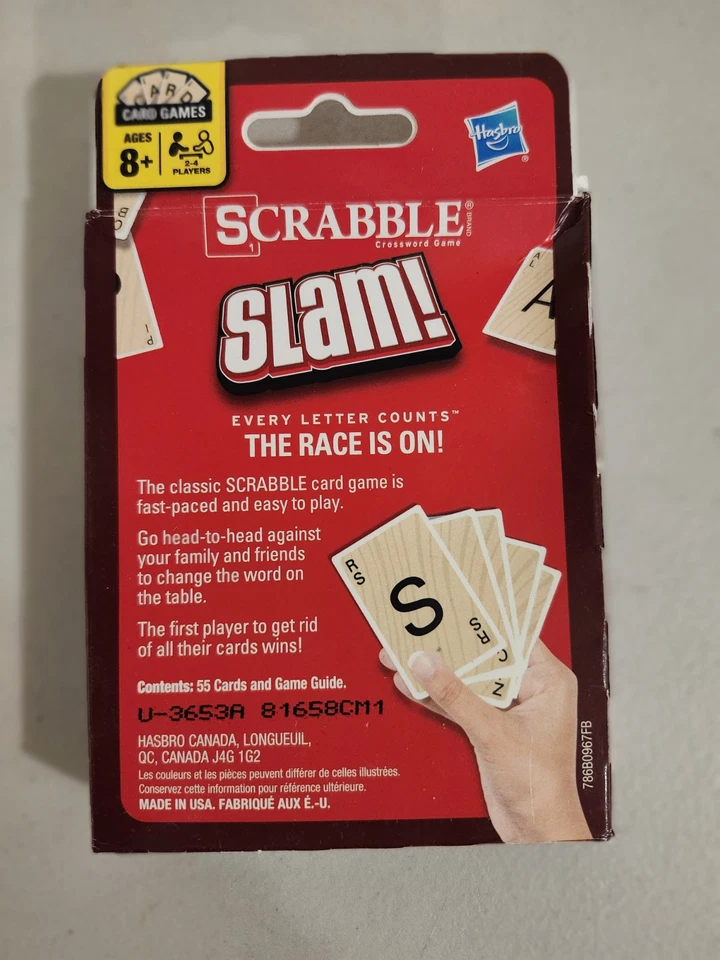 CARD
CARD GAMES
AGES
8+
2-4
PLAYERS
Hasbro
®
SCRABBLE®
BRAND
1
Crossword Game
SLam!
A
L
A
P
I
EVERY LETTER COUNTS™
THE RACE IS ON!
The classic SCRABBLE card game is
fast-paced and easy to play.
Go head-to-head against
your family and friends
to change the word on
the table.
The first player to get rid
of all their cards wins!
R
S
S
R
S
C
Z
Contents: 55 Cards and Game Guide.
U-3653A 81658CM1
HASBRO CANADA, LONGUEUIL,
QC, CANADA J4G 1G2
Les couleurs et les pièces peuvent différer de celles illustrées.
Conservez cette information pour référence ultérieure.
MADE IN USA. FABRIQUÉ AUX É.-U.
786B0967FB